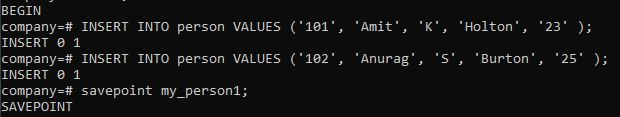 BEGIN
company=# INSERT INTO person VALUES ('101', 'Amit', 'K', 'Holton', '23' );
INSERT 0 1
company=# INSERT INTO person VALUES ('102', 'Anurag', 'S', 'Burton', '25' );
INSERT 0 1
company=# savepoint my_person1;
SAVEPOINT